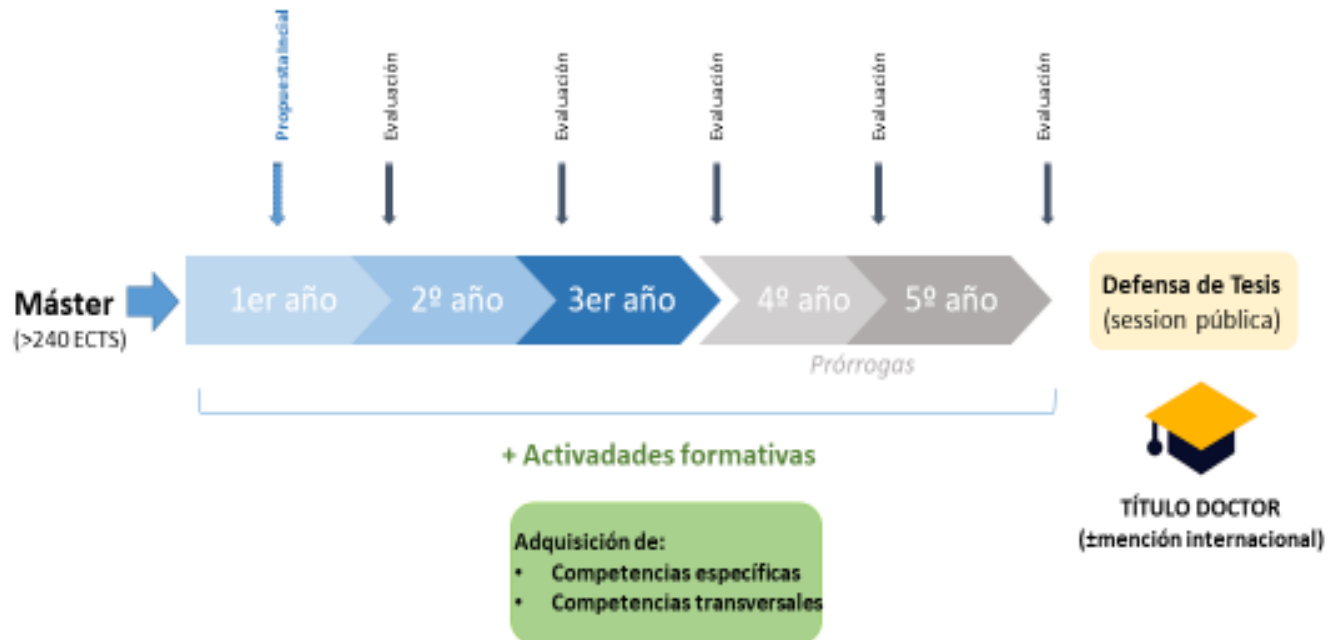 Propuesta incial
Evaluación
Evaluación
Evaluación
Evaluación
Evaluación
Máster
(>240 ECTS)
1er año
2º año
3er año
4º año
5º año
Prórrogas
Defensa de Tesis
(session pública)
+ Activadades formativas
TÍTULO DOCTOR
(±mención internacional)
Adquisición de:
• Competencias específicas
• Competencias transversales